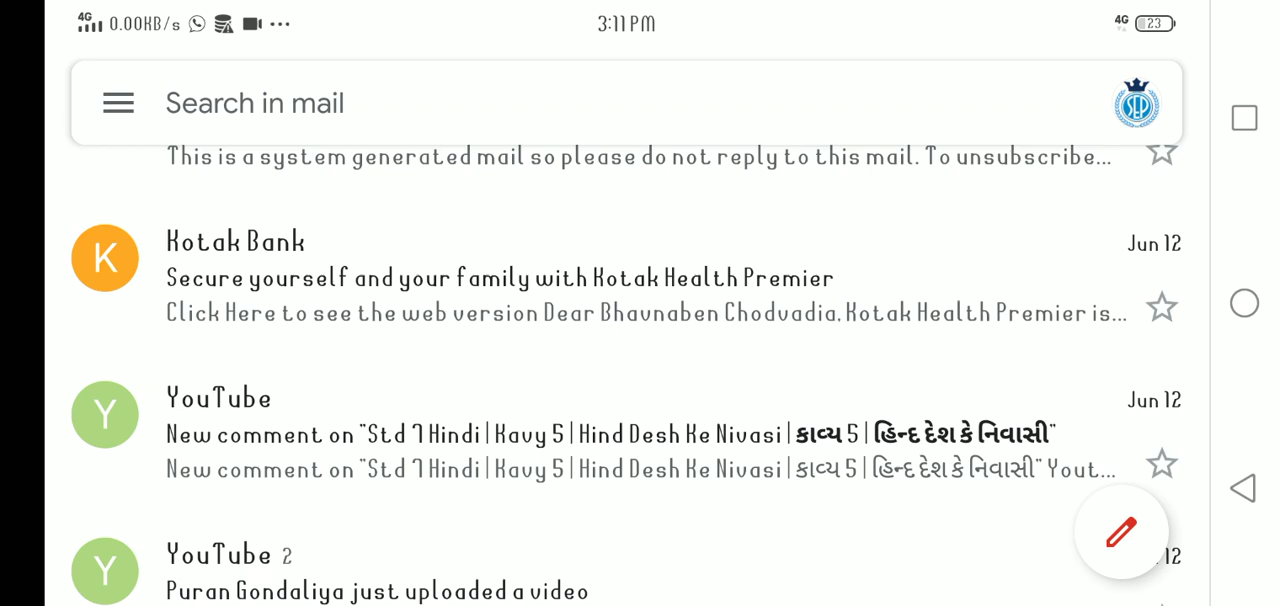 4G 0.00KB/s 3:11 PM 4G 23
Search in mail SEP
This is a system generated mail so please do not reply to this mail. To unsubscribe...
K Kotak Bank Jun 12
Secure yourself and your family with Kotak Health Premier
Click Here to see the web version Dear Bhavnaben Chodvadia, Kotak Health Premier is...
Y YouTube Jun 12
New comment on "Std 7 Hindi | Kavy 5 | Hind Desh Ke Nivasi | કાવ્ય 5 | હિન્દ દેશ કે નિવાસી"
New comment on "Std 7 Hindi | Kavy 5 | Hind Desh Ke Nivasi | કાવ્ય 5 | હિન્દ દેશ કે નિવાસી" Yout...
Y YouTube 2 12
Puran Gondaliya just uploaded a video